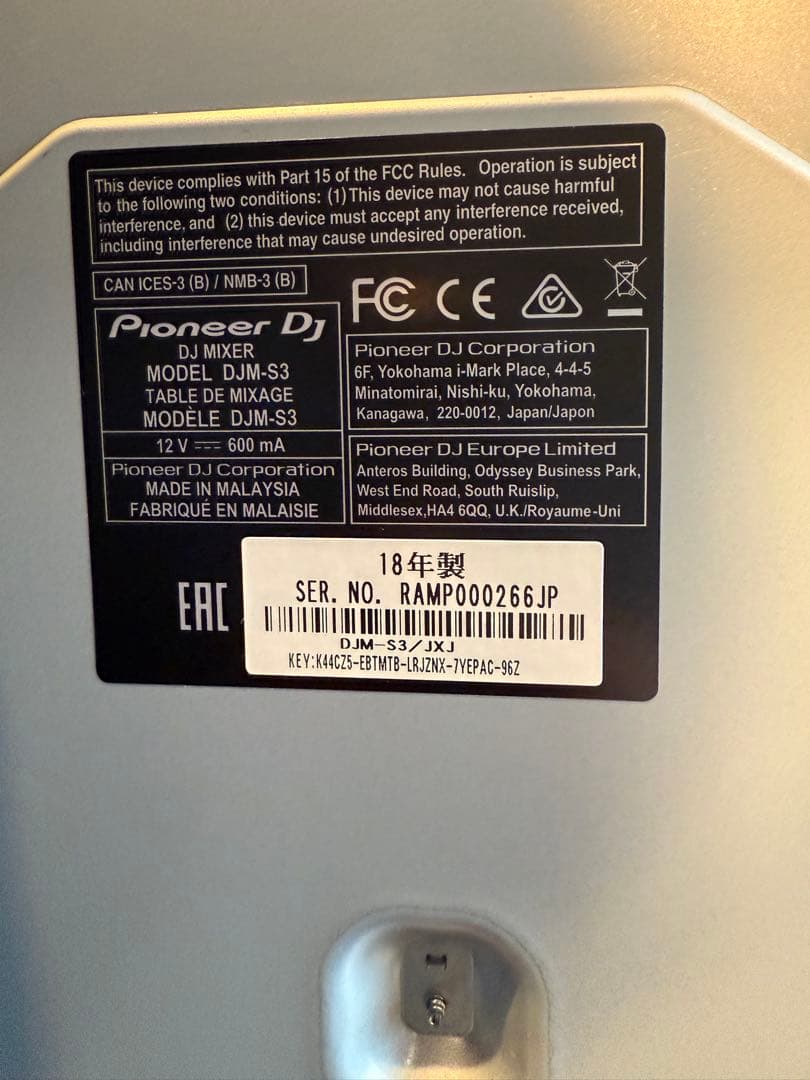 This device complies with Part 15 of the FCC Rules. Operation is subject
to the following two conditions: (1) This device may not cause harmful
interference, and (2) this device must accept any interference received,
including interference that may cause undesired operation.
CAN ICES-3 (B) / NMB-3 (B)
FC CE
Pioneer Dj
DJ MIXER
MODEL DJM-S3
TABLE DE MIXAGE
MODÈLE DJM-S3
12 V 600 mA
Pioneer DJ Corporation
MADE IN MALAYSIA
FABRIQUÉ EN MALAISIE
Pioneer DJ Corporation
6F, Yokohama i-Mark Place, 4-4-5
Minatomirai, Nishi-ku, Yokohama,
Kanagawa, 220-0012, Japan/Japon
Pioneer DJ Europe Limited
Anteros Building, Odyssey Business Park,
West End Road, South Ruislip,
Middlesex,HA4 6QQ, U.K./Royaume-Uni
EAC
18年製
SER. NO. RAMP000266JP
DJM-S3/JXJ
KEY:K44CZ5-EBTMTB-LRJZNX-7YEPAC-96Z